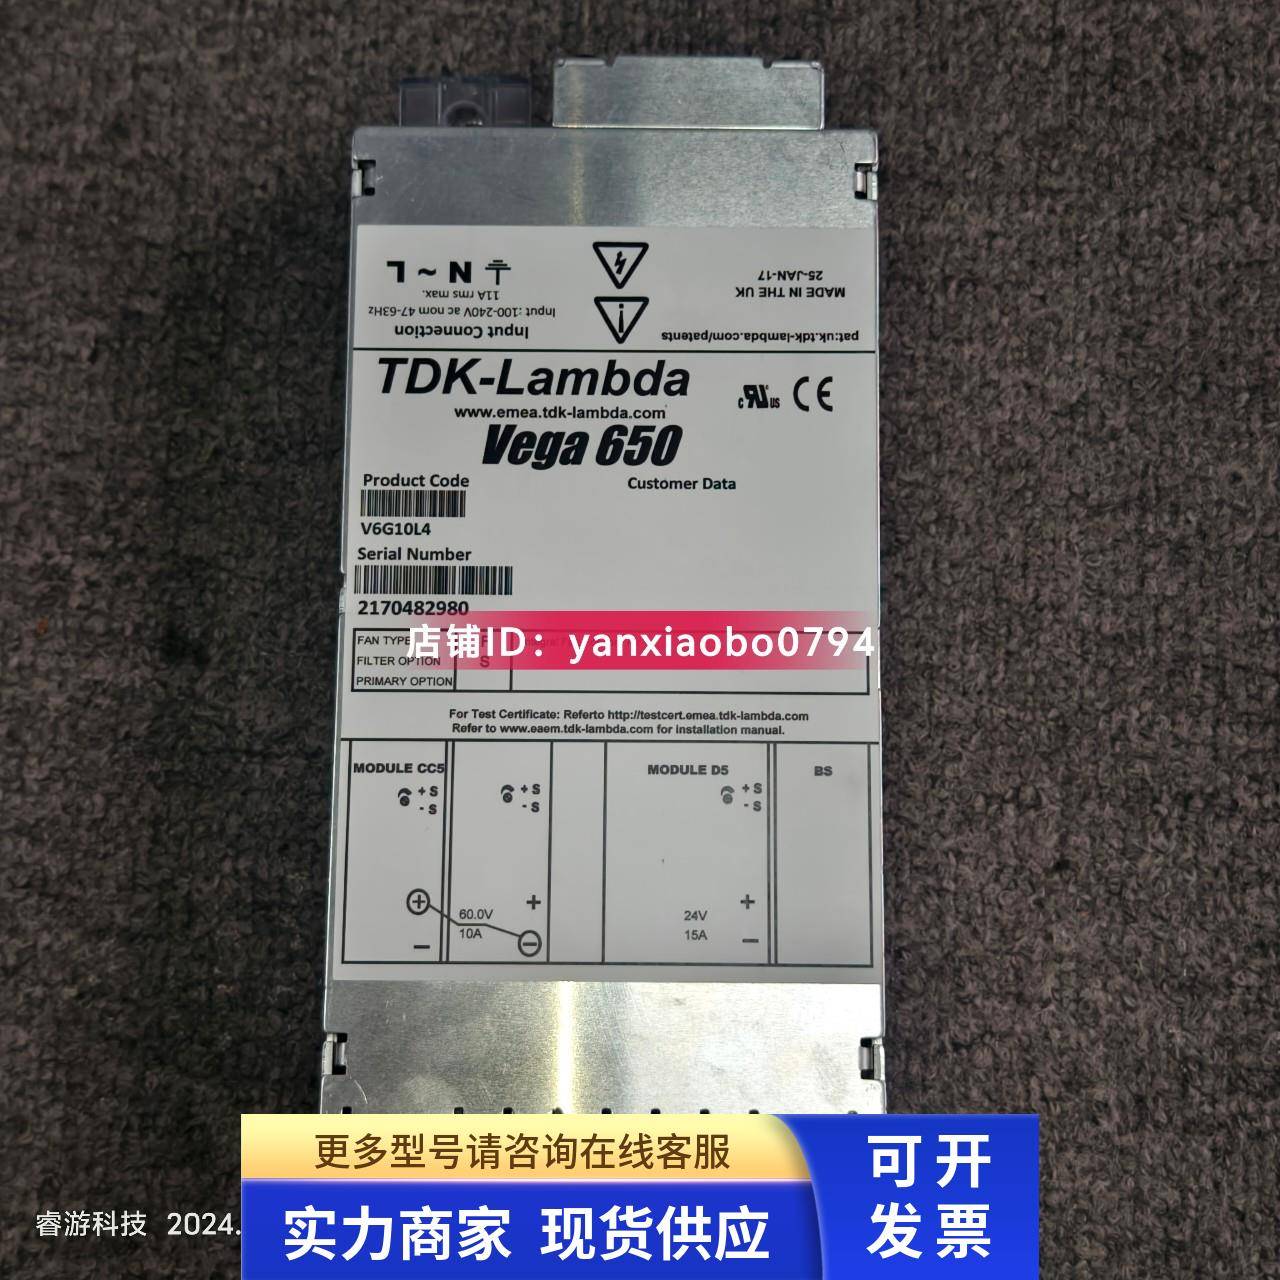 L ~ N
11A rms max.
Input :100-240V ac nom 47-63Hz
Input Connection
25-JAN-17
MADE IN THE UK
pat:uk.tdk-lambda.com/patents
TDK-Lambda
www.emea.tdk-lambda.com
c RU us CE
Vega 650
Product Code
Customer Data
V6G10L4
Serial Number
2170482980
店铺ID：yanxiaobo0794
FAN TYPE
FILTER OPTION S
PRIMARY OPTION
For Test Certificate: Referto http://testcert.emea.tdk-lambda.com
Refer to www.eaem.tdk-lambda.com for installation manual.
MODULE CC5 MODULE D5 BS
+ S + S + S
- S - S - S
+ + +
60.0V 24V
10A 15A
- - -
更多型号请咨询在线客服
实力商家 现货供应
可开
发票
睿游科技 2024.